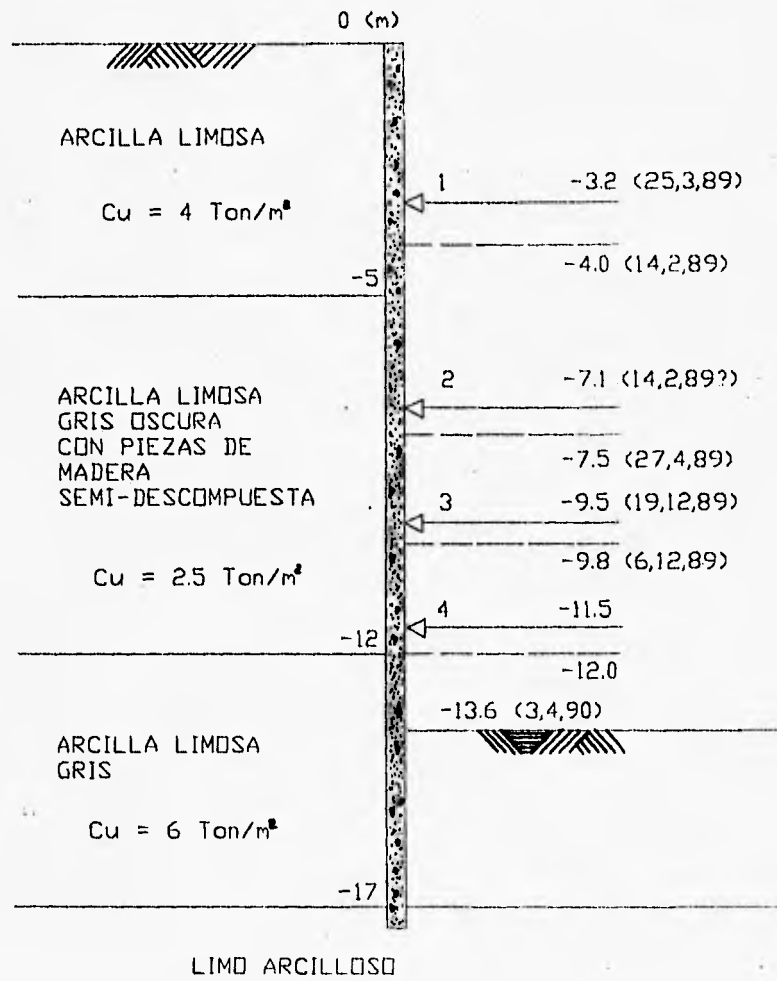 0 (m)
ARCILLA LIMOSA
Cu = 4 Ton/m²
1
-3.2 (25,3,89)
-4.0 (14,2,89)
-5
ARCILLA LIMOSA
GRIS OSCURA
CON PIEZAS DE
MADERA
SEMI-DESCOMPUESTA
Cu = 2.5 Ton/m²
2
-7.1 (14,2,89?)
-7.5 (27,4,89)
3
-9.5 (19,12,89)
-9.8 (6,12,89)
4
-11.5
-12
-12.0
-13.6 (3,4,90)
ARCILLA LIMOSA
GRIS
Cu = 6 Ton/m²
-17
LIMO ARCILLOSO